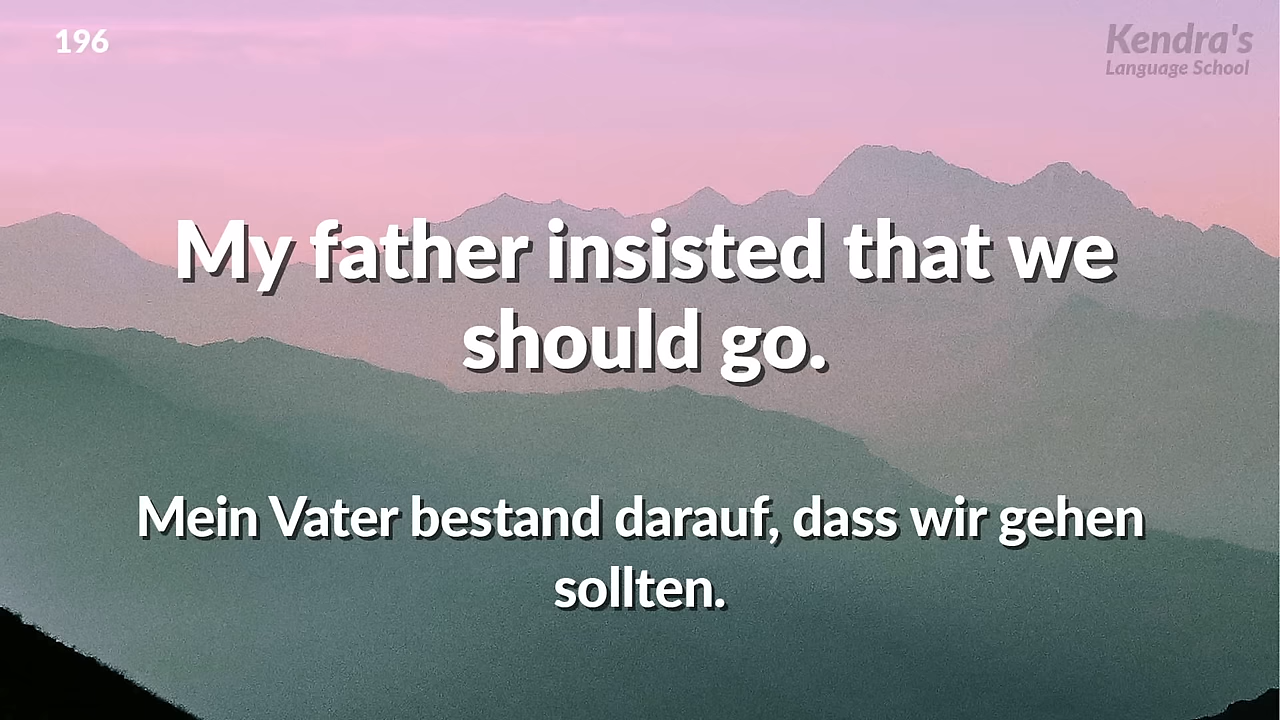 196
Kendra's
Language School
My father insisted that we
should go.
Mein Vater bestand darauf, dass wir gehen
sollten.